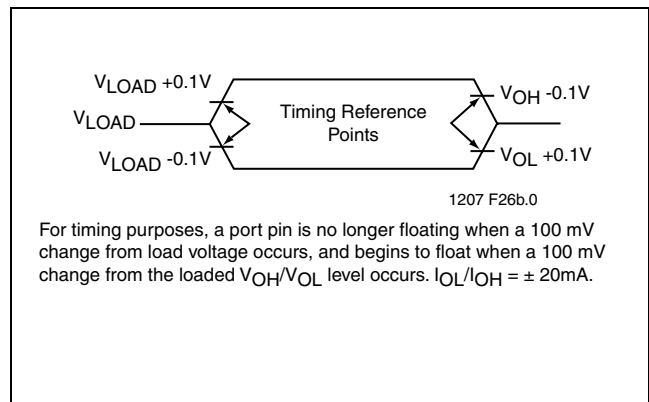 VLOAD +0.1V
VLOAD
VLOAD -0.1V
Timing Reference
Points
VOH -0.1V
VOL +0.1V
1207 F26b.0
For timing purposes, a port pin is no longer floating when a 100 mV
change from load voltage occurs, and begins to float when a 100 mV
change from the loaded VOH/VOL level occurs. IOL/IOH = ± 20mA.